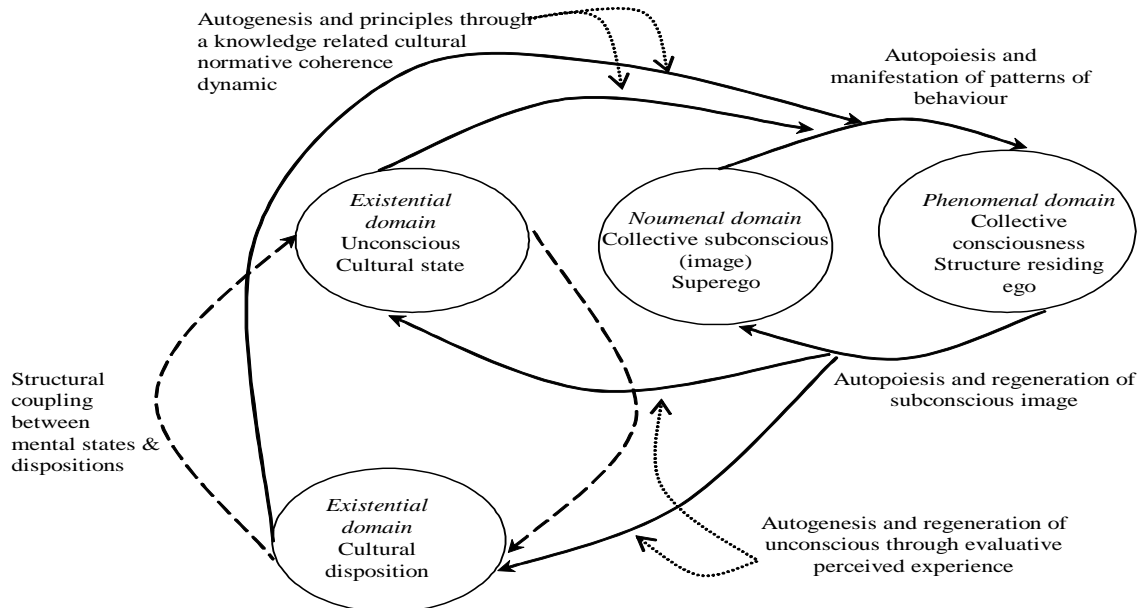 Autogenesis and principles through
a knowledge related cultural
normative coherence
dynamic
Autopoiesis and
manifestation of patterns of
behaviour
Existential
domain
Unconscious
Cultural state
Noumenal domain
Collective subconscious
(image)
Superego
Phenomenal domain
Collective
consciousness
Structure residing
ego
Structural
coupling
between
mental states &
dispositions
Autopoiesis and regeneration of
subconscious image
Existential
domain
Cultural
disposition
Autogenesis and regeneration of
unconscious through evaluative
perceived experience